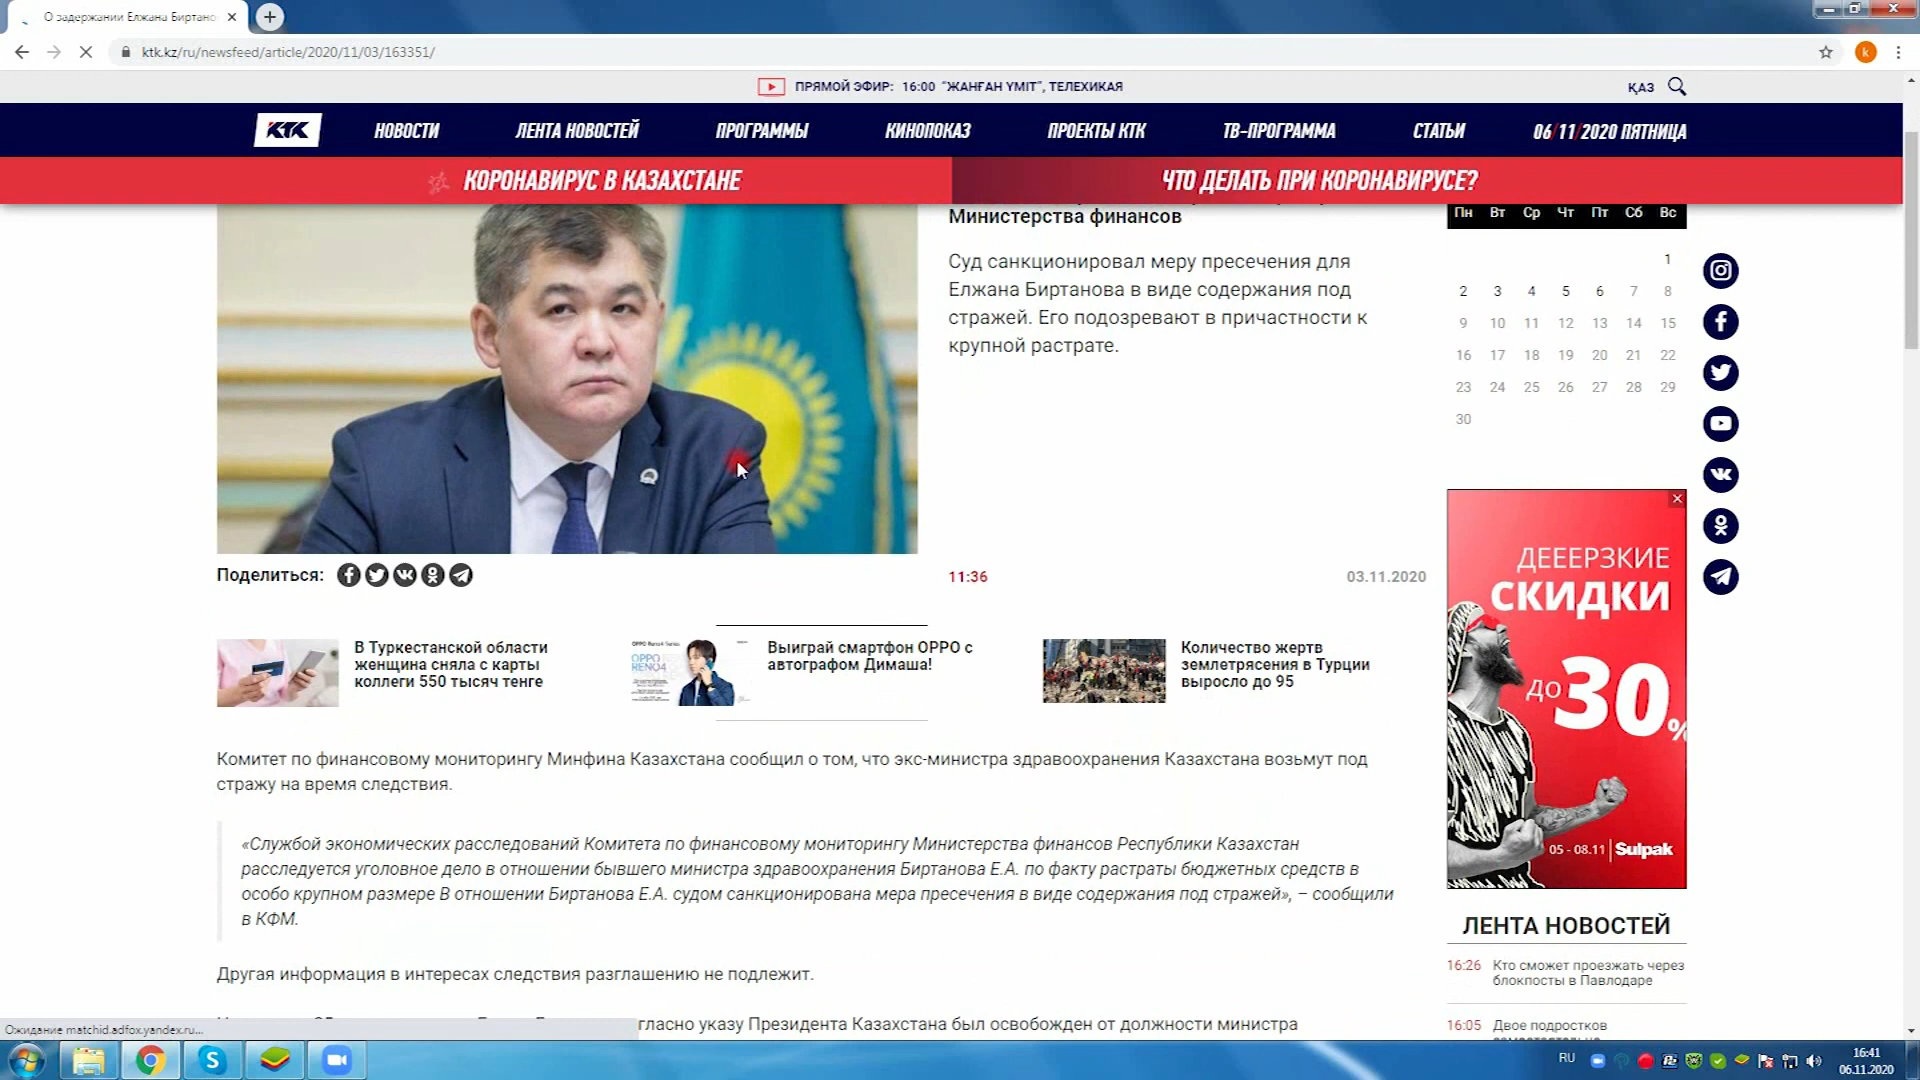 О задержании Елжана Биртано
ktk.kz/ru/newsfeed/article/2020/11/03/163351/
k
ПРЯМОЙ ЭФИР: 16:00 "ЖАНҒАН ҮМІТ", ТЕЛЕХИКАЯ
ҚАЗ
КТК
НОВОСТИ
ЛЕНТА НОВОСТЕЙ
ПРОГРАММЫ
КИНОПОКАЗ
ПРОЕКТЫ КТК
ТВ-ПРОГРАММА
СТАТЬИ
06/11/2020 ПЯТНИЦА
КОРОНАВИРУС В КАЗАХСТАНЕ
ЧТО ДЕЛАТЬ ПРИ КОРОНАВИРУСЕ?
Министерства финансов
Суд санкционировал меру пресечения для
Елжана Биртанова в виде содержания под
стражей. Его подозревают в причастности к
крупной растрате.
Пн Вт Ср Чт Пт Сб Вс
1
2 3 4 5 6 7 8
9 10 11 12 13 14 15
16 17 18 19 20 21 22
23 24 25 26 27 28 29
30
Поделиться:
11:36
03.11.2020
В Туркестанской области
женщина сняла с карты
коллеги 550 тысяч тенге
OPPO Reno4 Series
OPPO
RENO4
Выиграй смартфон OPPO с
автографом Димаша!
Количество жертв
землетрясения в Турции
выросло до 95
Комитет по финансовому мониторингу Минфина Казахстана сообщил о том, что экс-министра здравоохранения Казахстана возьмут под
стражу на время следствия.
«Службой экономических расследований Комитета по финансовому мониторингу Министерства финансов Республики Казахстан
расследуется уголовное дело в отношении бывшего министра здравоохранения Биртанова Е.А. по факту растраты бюджетных средств в
особо крупном размере В отношении Биртанова Е.А. судом санкционирована мера пресечения в виде содержания под стражей», – сообщили
в КФМ.
Другая информация в интересах следствия разглашению не подлежит.
гласно указу Президента Казахстана был освобожден от должности министра
ДЕЕЕРЗКИЕ
СКИДКИ
ДО 30%
05 - 08.11 Sulpak
ЛЕНТА НОВОСТЕЙ
16:26 Кто сможет проезжать через
блокпосты в Павлодаре
16:05 Двое подростков
Ожидание matchid.adfox.yandex.ru...
RU
16:41
06.11.2020